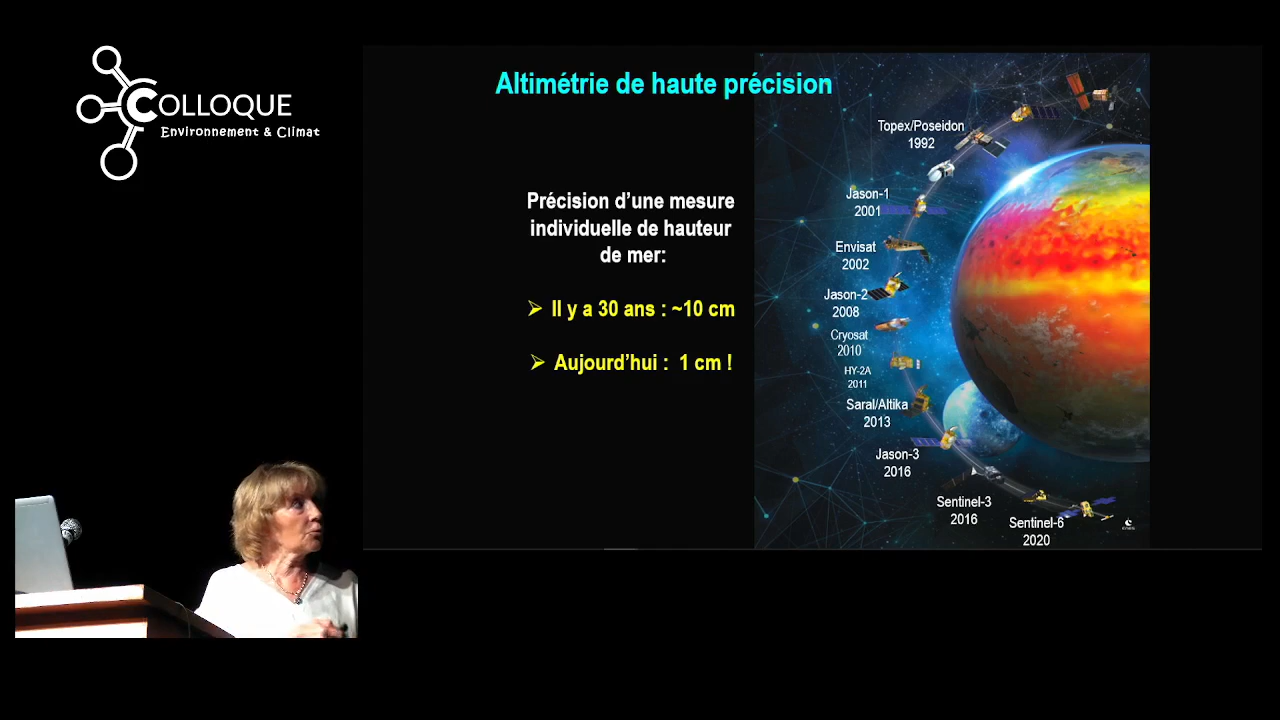 COLLOQUE
Environnement & Climat
Altimétrie de haute précision
Précision d'une mesure
individuelle de hauteur
de mer:
➢ Il y a 30 ans : ~10 cm
➢ Aujourd'hui : 1 cm !
Topex/Poseidon
1992
Jason-1
2001
Envisat
2002
Jason-2
2008
Cryosat
2010
HY-2A
2011
Saral/Altika
2013
Jason-3
2016
Sentinel-3
2016
Sentinel-6
2020